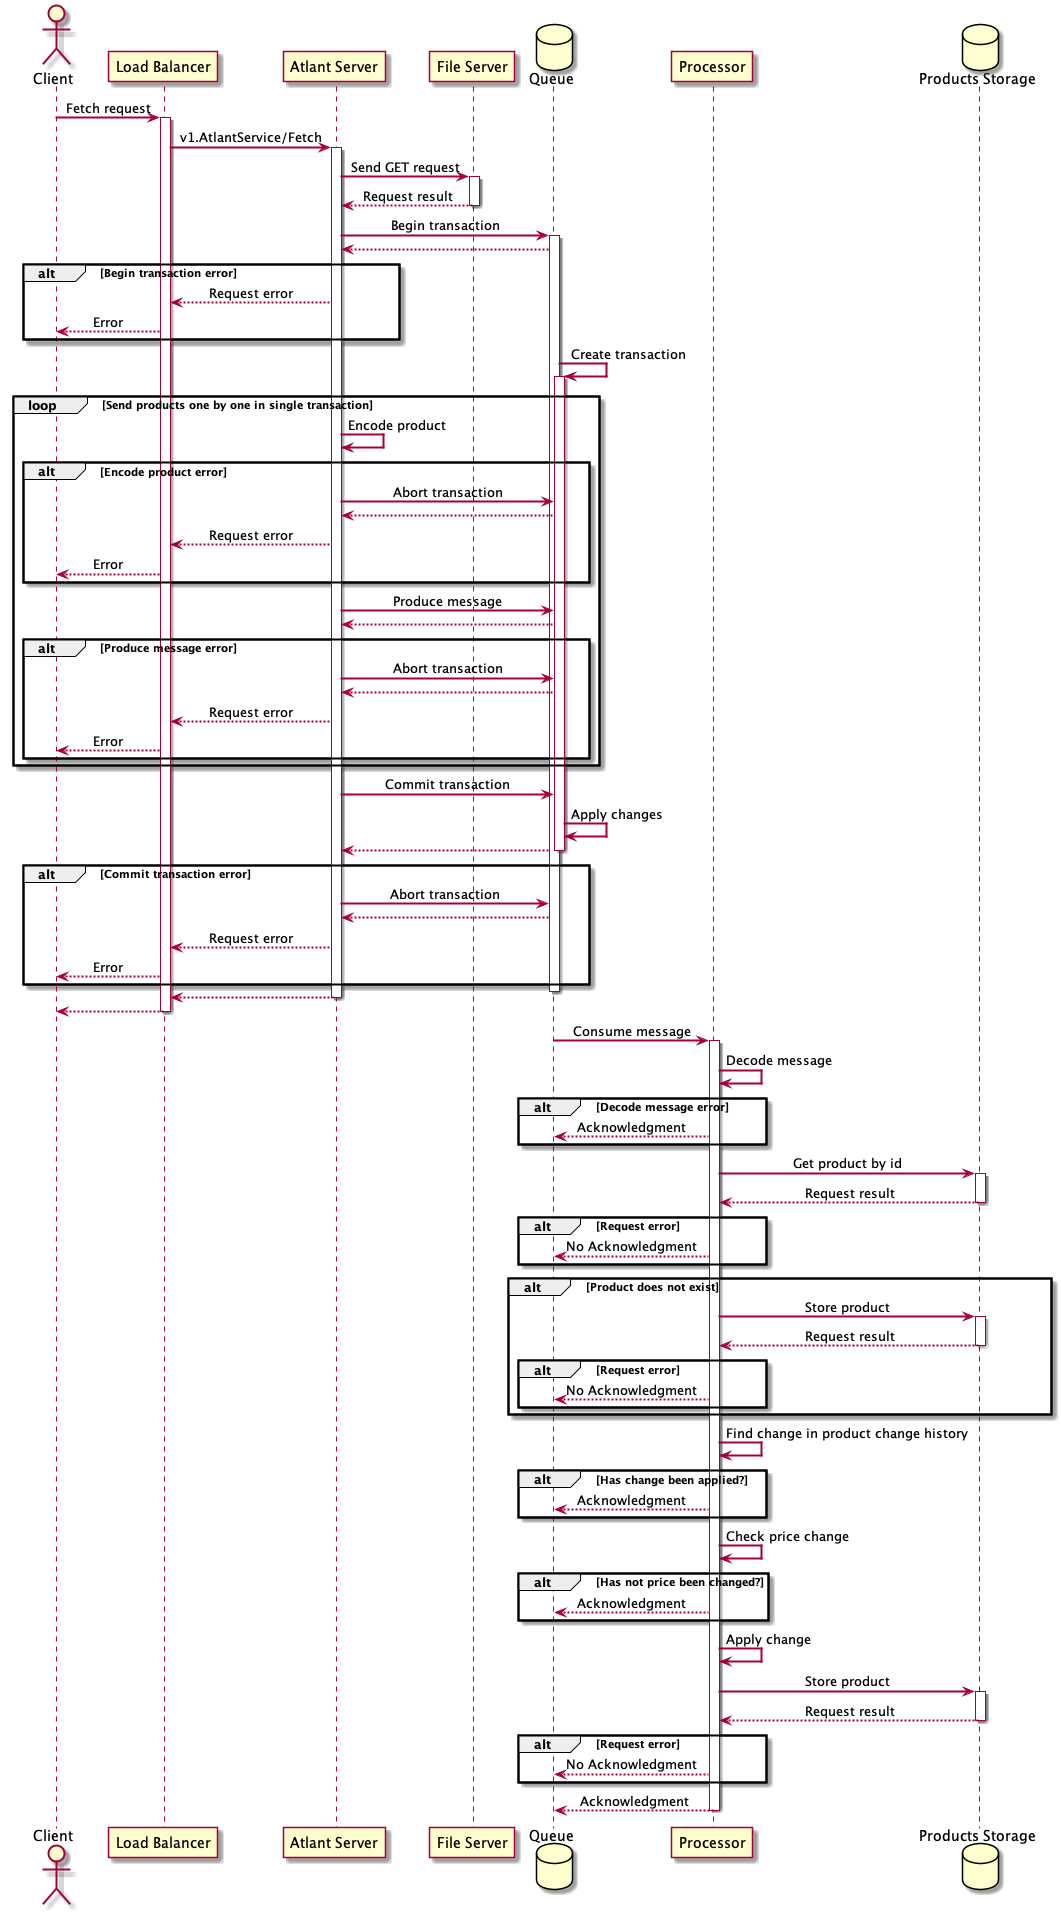 Client
Load Balancer
Atlant Server
File Server
Queue
Processor
Products Storage
Fetch request
v1.AtlantService/Fetch
Send GET request
Request result
Begin transaction
alt [Begin transaction error]
Request error
Error
Create transaction
loop [Send products one by one in single transaction]
Encode product
alt [Encode product error]
Abort transaction
Request error
Error
Produce message
alt [Produce message error]
Abort transaction
Request error
Error
Commit transaction
Apply changes
alt [Commit transaction error]
Abort transaction
Request error
Error
Consume message
Decode message
alt [Decode message error]
Acknowledgment
Get product by id
Request result
alt [Request error]
No Acknowledgment
alt [Product does not exist]
Store product
Request result
alt [Request error]
No Acknowledgment
Find change in product change history
alt [Has change been applied?]
Acknowledgment
Check price change
alt [Has not price been changed?]
Acknowledgment
Apply change
Store product
Request result
alt [Request error]
No Acknowledgment
Acknowledgment
Client
Load Balancer
Atlant Server
File Server
Queue
Processor
Products Storage